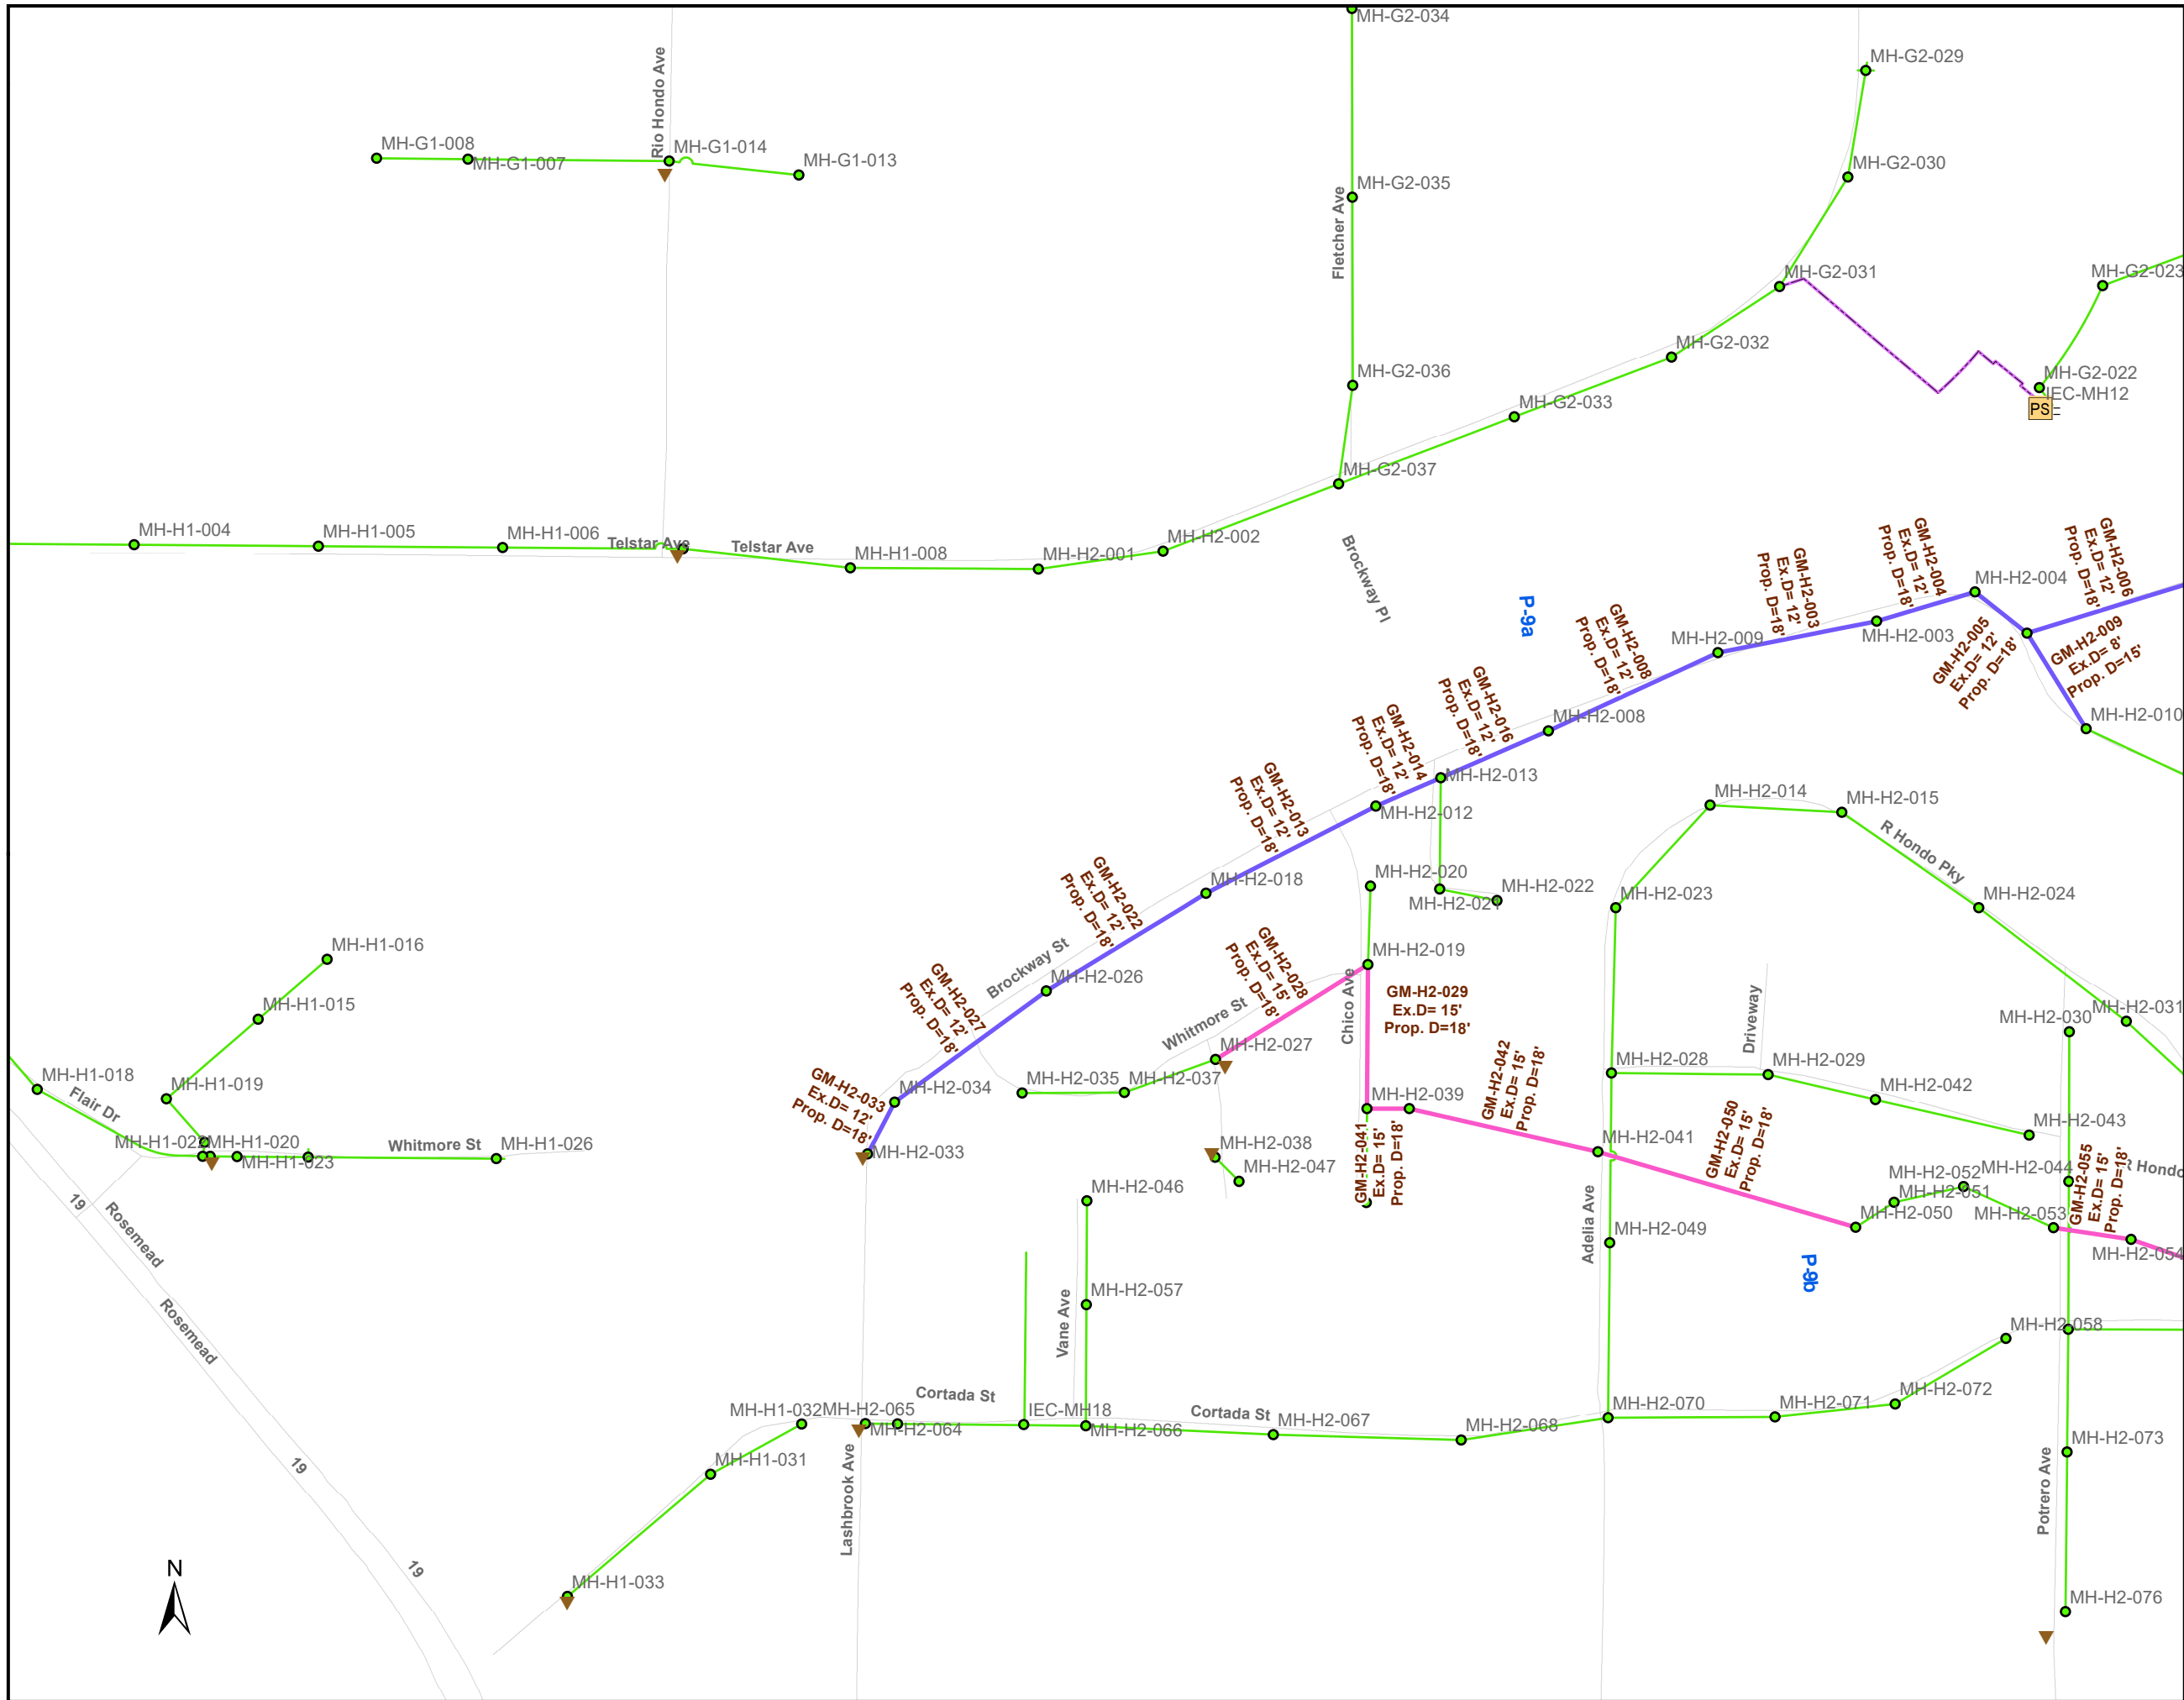 MH-G2-034
MH-G2-029
Rio Hondo Ave
MH-G1-008
MH-G1-007
MH-G1-014
MH-G1-013
MH-G2-030
MH-G2-035
Fletcher Ave
MH-G2-031
MH-G2-023
MH-G2-032
MH-G2-036
MH-G2-022
IEC-MH12
PS
MH-G2-033
MH-G2-037
MH-H1-004
MH-H1-005
MH-H1-006
Telstar Ave
Telstar Ave
MH-H1-008
MH-H2-001
MH-H2-002
Brockway Pl
P-9a
GM-H2-003
Ex.D= 12'
Prop. D=18'
GM-H2-004
Ex.D= 12'
Prop. D=18'
MH-H2-004
GM-H2-006
Ex.D= 12'
Prop. D=18'
GM-H2-008
Ex.D= 12'
Prop. D=18'
MH-H2-009
MH-H2-003
GM-H2-005
Ex.D= 12'
Prop. D=18'
GM-H2-009
Ex.D= 8'
Prop. D=15'
GM-H2-016
Ex.D= 12'
Prop. D=18'
MH-H2-008
MH-H2-010
GM-H2-014
Ex.D= 12'
Prop. D=18'
GM-H2-013
Ex.D= 12'
Prop. D=18'
MH-H2-013
MH-H2-012
MH-H2-014
MH-H2-015
R Hondo Pky
GM-H2-022
Ex.D= 12'
Prop. D=18'
MH-H2-018
MH-H2-020
MH-H2-021
MH-H2-022
MH-H2-023
MH-H2-024
MH-H1-016
GM-H2-027
Ex.D= 12'
Prop. D=18'
Brockway St
MH-H2-026
GM-H2-028
Ex.D= 15'
Prop. D=18'
MH-H2-019
Chico Ave
GM-H2-029
Ex.D= 15'
Prop. D=18'
MH-H1-015
Whitmore St
Driveway
MH-H2-030
MH-H2-031
MH-H1-018
Flair Dr
MH-H1-019
GM-H2-033
Ex.D= 12'
Prop. D=18'
MH-H2-034
MH-H2-035
MH-H2-037
MH-H2-027
MH-H2-039
GM-H2-042
Ex.D= 15'
Prop. D=18'
MH-H2-028
MH-H2-029
MH-H2-042
MH-H2-043
MH-H1-022
MH-H1-020
MH-H1-023
Whitmore St
MH-H1-026
MH-H2-033
MH-H2-038
MH-H2-047
GM-H2-041
Ex.D= 15'
Prop. D=18'
MH-H2-041
GM-H2-050
Ex.D= 15'
Prop. D=18'
MH-H2-052
MH-H2-044
MH-H2-051
MH-H2-050
MH-H2-053
GM-H2-055
Ex.D= 15'
Prop. D=18'
R Hondo
MH-H2-054
19
Rosemead
MH-H2-046
Adelia Ave
MH-H2-049
P-9b
Rosemead
Vane Ave
MH-H2-057
MH-H2-058
Cortada St
Cortada St
MH-H1-032
MH-H2-065
MH-H2-064
IEC-MH18
MH-H2-066
MH-H2-067
MH-H2-068
MH-H2-070
MH-H2-071
MH-H2-072
MH-H2-073
19
MH-H1-031
Lashbrook Ave
Potrero Ave
19
MH-H1-033
MH-H2-076
N